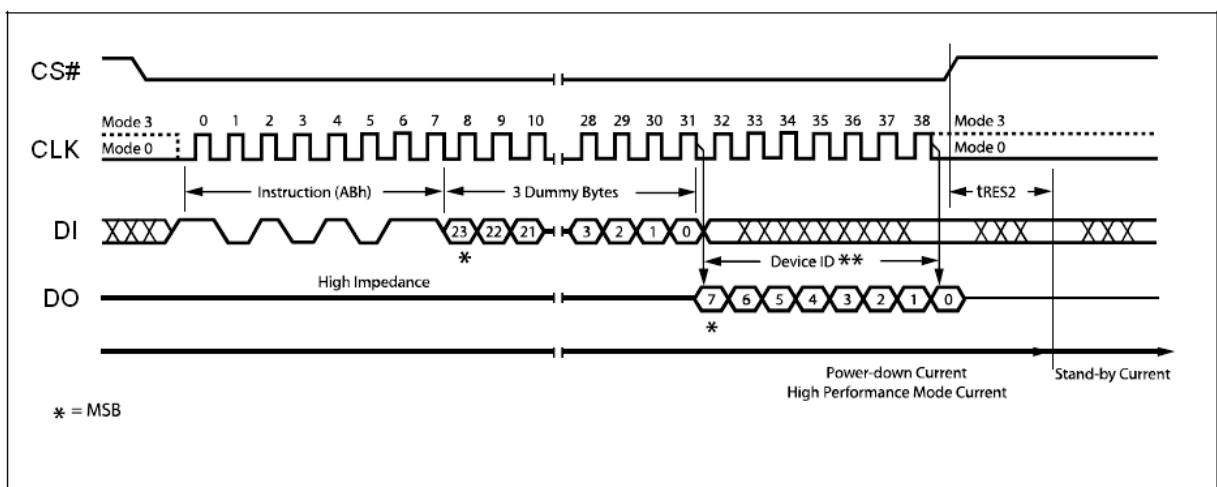 CS#
Mode 3 0 1 2 3 4 5 6 7 8 9 10 28 29 30 31 32 33 34 35 36 37 38 Mode 3
CLK
Mode 0 Mode 0
Instruction (ABh) 3 Dummy Bytes tRES2
DI 23 22 21 3 2 1 0
* Device ID **
High Impedance
DO 7 6 5 4 3 2 1 0
*
Power-down Current Stand-by Current
High Performance Mode Current
* = MSB